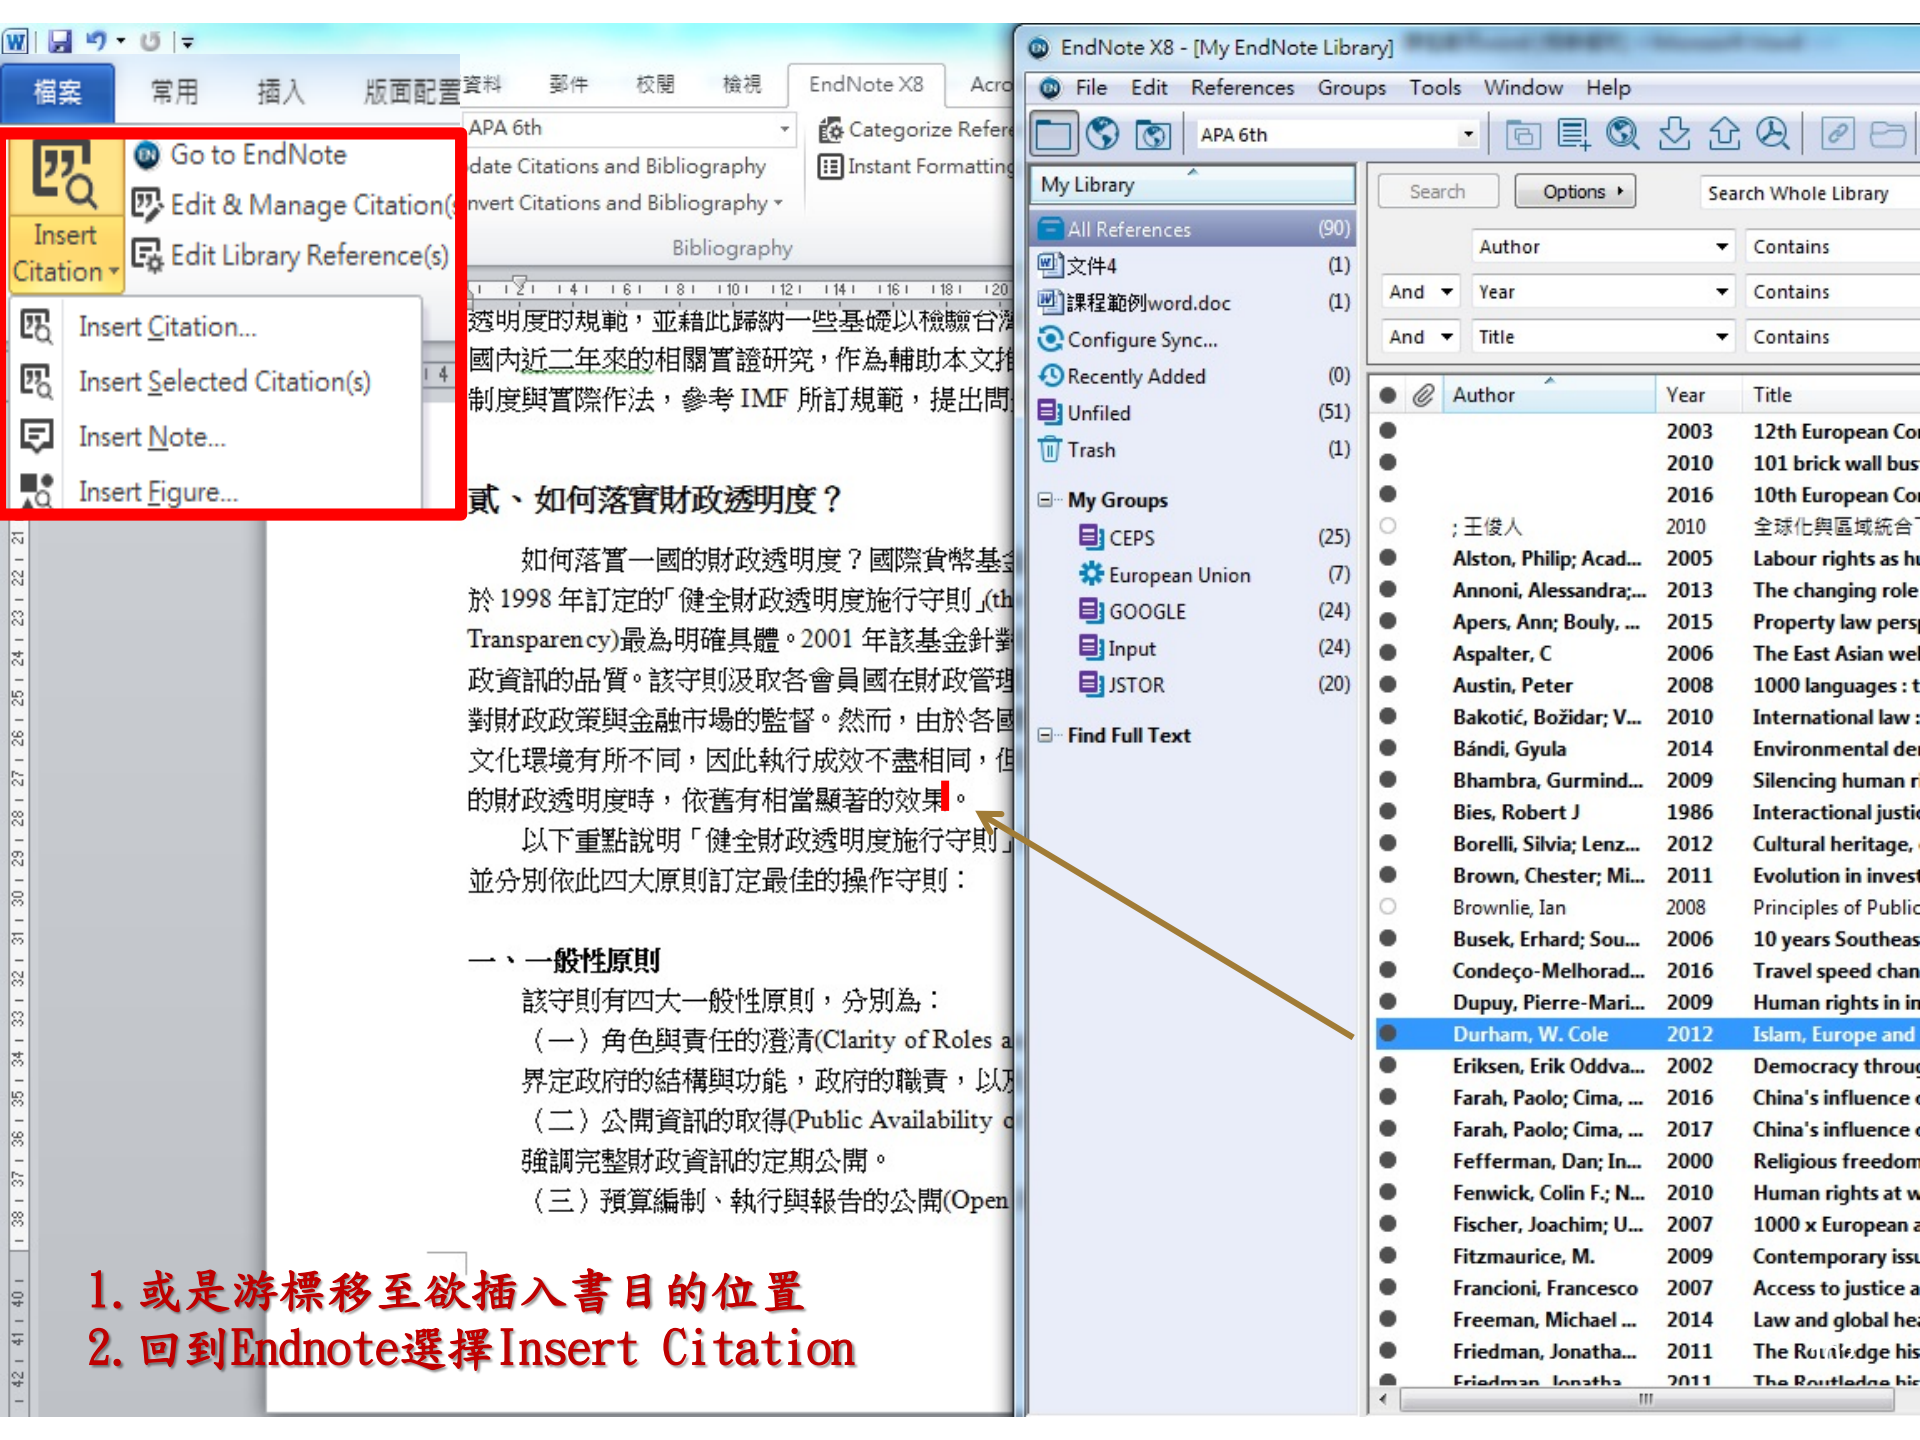 檔案
常用
插入
版面配置
資料
郵件
校閱
檢視
EndNote X8
Acro
Go to EndNote
Edit & Manage Citation(s
Edit Library Reference(s)
Insert
Citation
Insert Citation...
Insert Selected Citation(s)
Insert Note...
Insert Figure...
APA 6th
Categorize Refere
date Citations and Bibliography
Instant Formatting
nvert Citations and Bibliography
Bibliography
透明度的規範，並藉此歸納一些基礎以檢驗台灣
國內近二年來的相關實證研究，作為輔助本文推
制度與實際作法，參考 IMF 所訂規範，提出問
貳、如何落實財政透明度？
如何落實一國的財政透明度？國際貨幣基金
於 1998 年訂定的「健全財政透明度施行守則」(th
Transparency)最為明確具體。2001 年該基金針對
政資訊的品質。該守則汲取各會員國在財政管理
對財政政策與金融市場的監督。然而，由於各國
文化環境有所不同，因此執行成效不盡相同，但
的財政透明度時，依舊有相當顯著的效果。
以下重點說明「健全財政透明度施行守則」
並分別依此四大原則訂定最佳的操作守則：
一、一般性原則
該守則有四大一般性原則，分別為：
（一）角色與責任的澄清(Clarity of Roles a
界定政府的結構與功能，政府的職責，以及
（二）公開資訊的取得(Public Availability o
強調完整財政資訊的定期公開。
（三）預算編制、執行與報告的公開(Open
1.或是游標移至欲插入書目的位置
2.回到Endnote選擇Insert Citation
EndNote X8 - [My EndNote Library]
File Edit References Groups Tools Window Help
APA 6th
My Library
All References (90)
文件4 (1)
課程範例word.doc (1)
Configure Sync...
Recently Added (0)
Unfiled (51)
Trash (1)
My Groups
CEPS (25)
European Union (7)
GOOGLE (24)
Input (24)
JSTOR (20)
Find Full Text
Search Options Search Whole Library
Author Contains
And Year Contains
And Title Contains
Author Year Title
2003 12th European Con
2010 101 brick wall bus
2016 10th European Con
; 王俊人 2010 全球化與區域統合下
Alston, Philip; Acad... 2005 Labour rights as hu
Annoni, Alessandra;... 2013 The changing role
Apers, Ann; Bouly, ... 2015 Property law persp
Aspalter, C 2006 The East Asian wel
Austin, Peter 2008 1000 languages : t
Bakotić, Božidar; V... 2010 International law :
Bándi, Gyula 2014 Environmental der
Bhambra, Gurmind... 2009 Silencing human ri
Bies, Robert J 1986 Interactional justic
Borelli, Silvia; Lenz... 2012 Cultural heritage,
Brown, Chester; Mi... 2011 Evolution in invest
Brownlie, Ian 2008 Principles of Public
Busek, Erhard; Sou... 2006 10 years Southeas
Condeço-Melhorad... 2016 Travel speed chan
Dupuy, Pierre-Mari... 2009 Human rights in in
Durham, W. Cole 2012 Islam, Europe and
Eriksen, Erik Oddva... 2002 Democracy throug
Farah, Paolo; Cima, ... 2016 China's influence o
Farah, Paolo; Cima, ... 2017 China's influence o
Fefferman, Dan; In... 2000 Religious freedom
Fenwick, Colin F.; N... 2010 Human rights at w
Fischer, Joachim; U... 2007 1000 x European a
Fitzmaurice, M. 2009 Contemporary issu
Francioni, Francesco 2007 Access to justice a
Freeman, Michael ... 2014 Law and global hea
Friedman, Jonatha... 2011 The Routledge his
Friedman, Jonatha 2011 The Routledge his